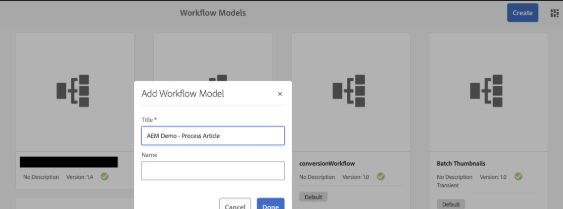 Workflow Models
Create
Add Workflow Model
×
Title *
AEM Demo - Process Article
Name
Cancel
Done
No Description Version: 1.4
conversionWorkflow
No Description Version: 1.0
Default
Batch Thumbnails
No Description Version: 1.0
Transient
Default